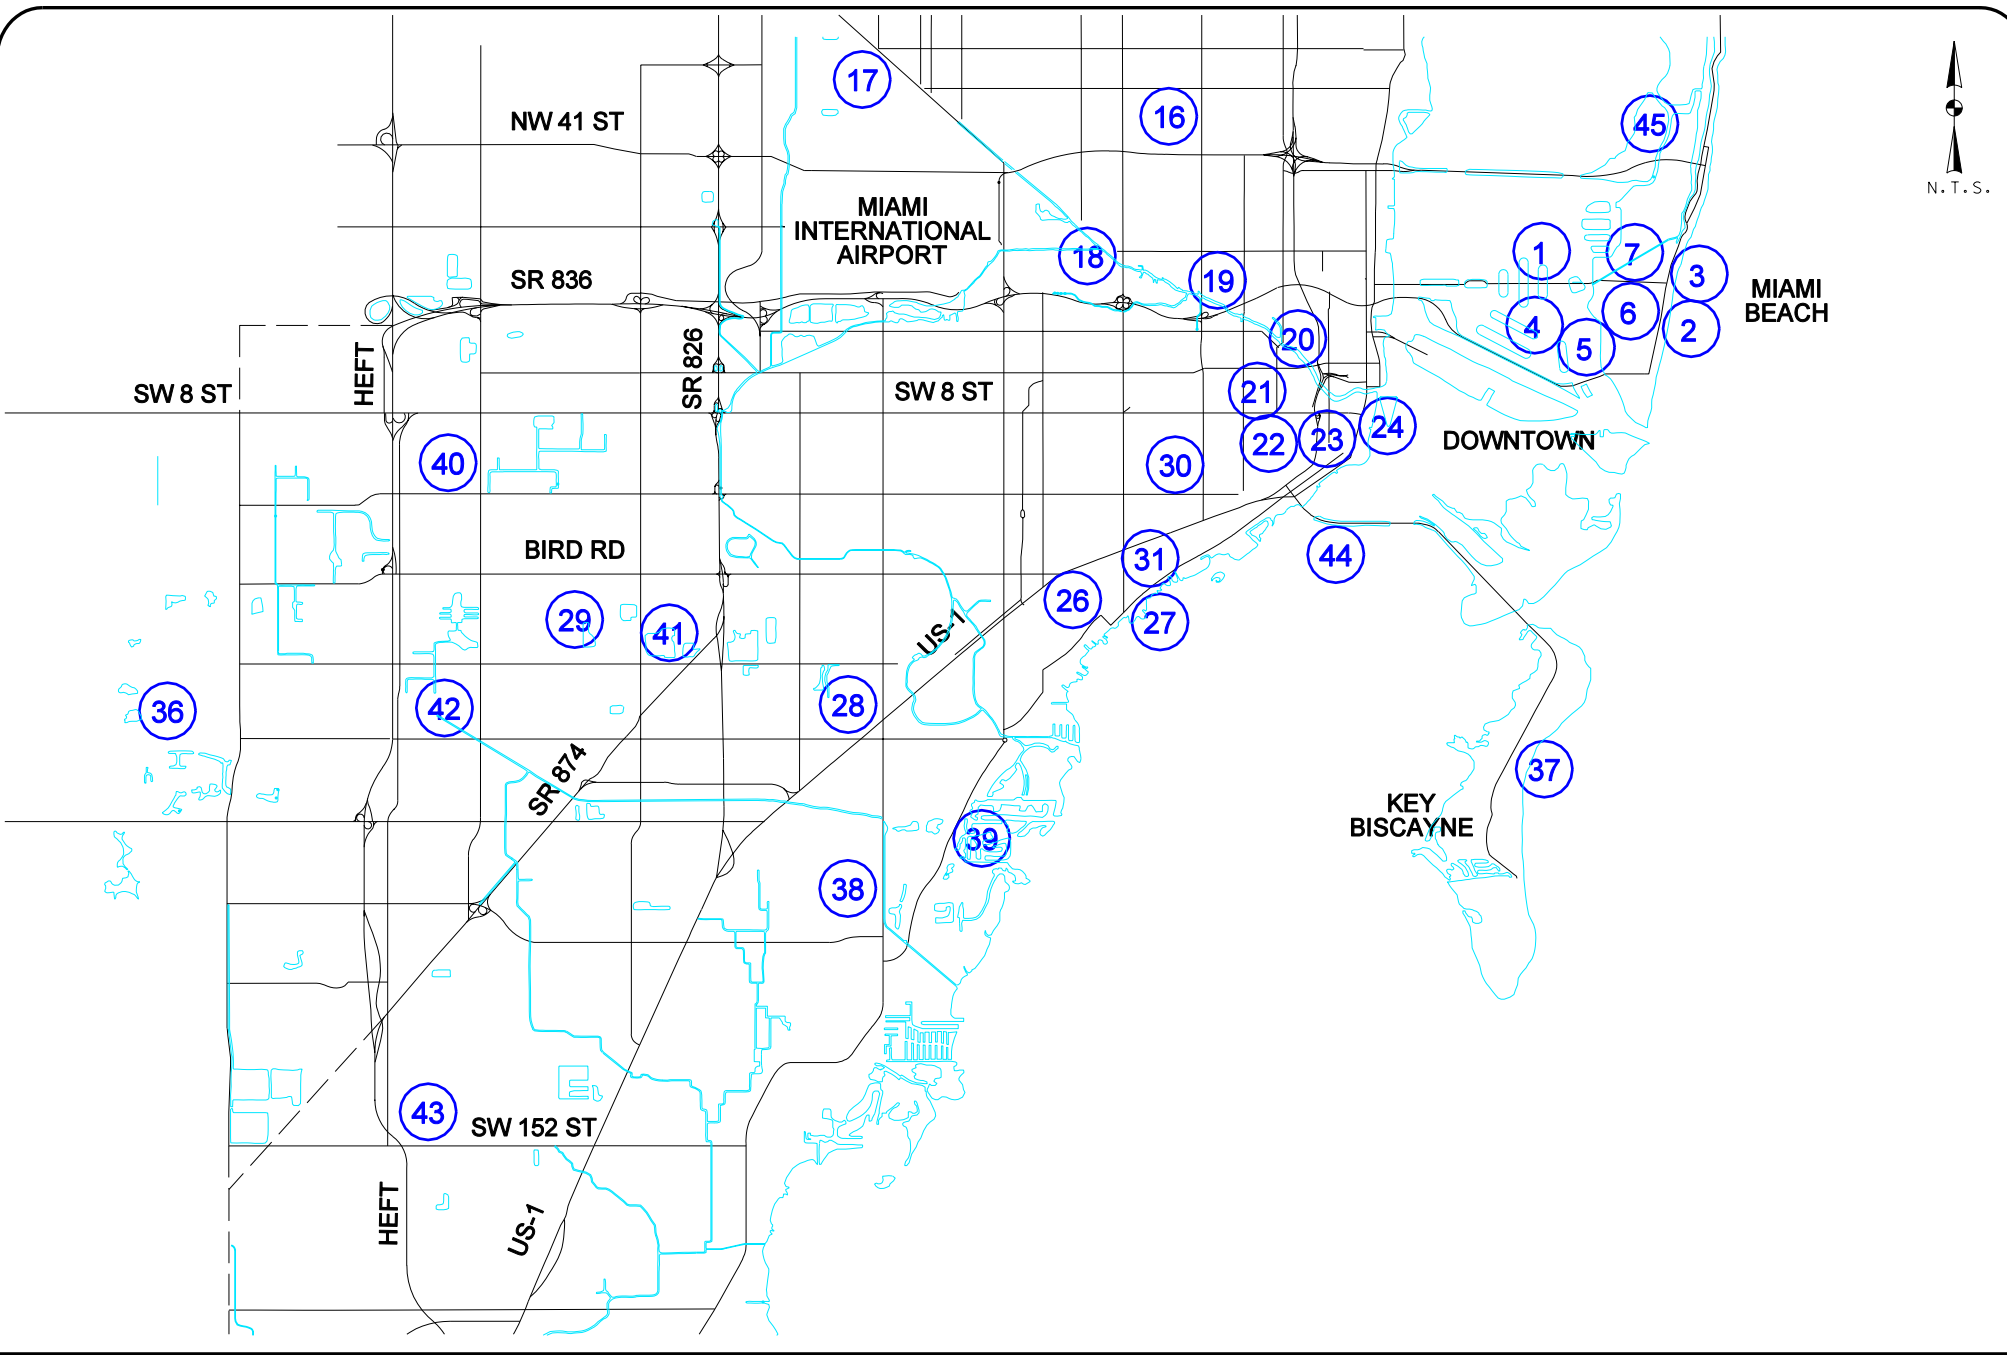 17
16
45
NW 41 ST
N.T.S.
MIAMI
INTERNATIONAL
AIRPORT
18
1
7
3
SR 836
19
MIAMI
BEACH
4
6
2
5
20
HEFT
SR 826
SW 8 ST
SW 8 ST
21
24
22
23
DOWNTOWN
40
30
BIRD RD
31
44
29
41
26
27
US-1
36
42
28
SR 874
37
KEY
BISCAYNE
39
38
43
SW 152 ST
HEFT
US-1